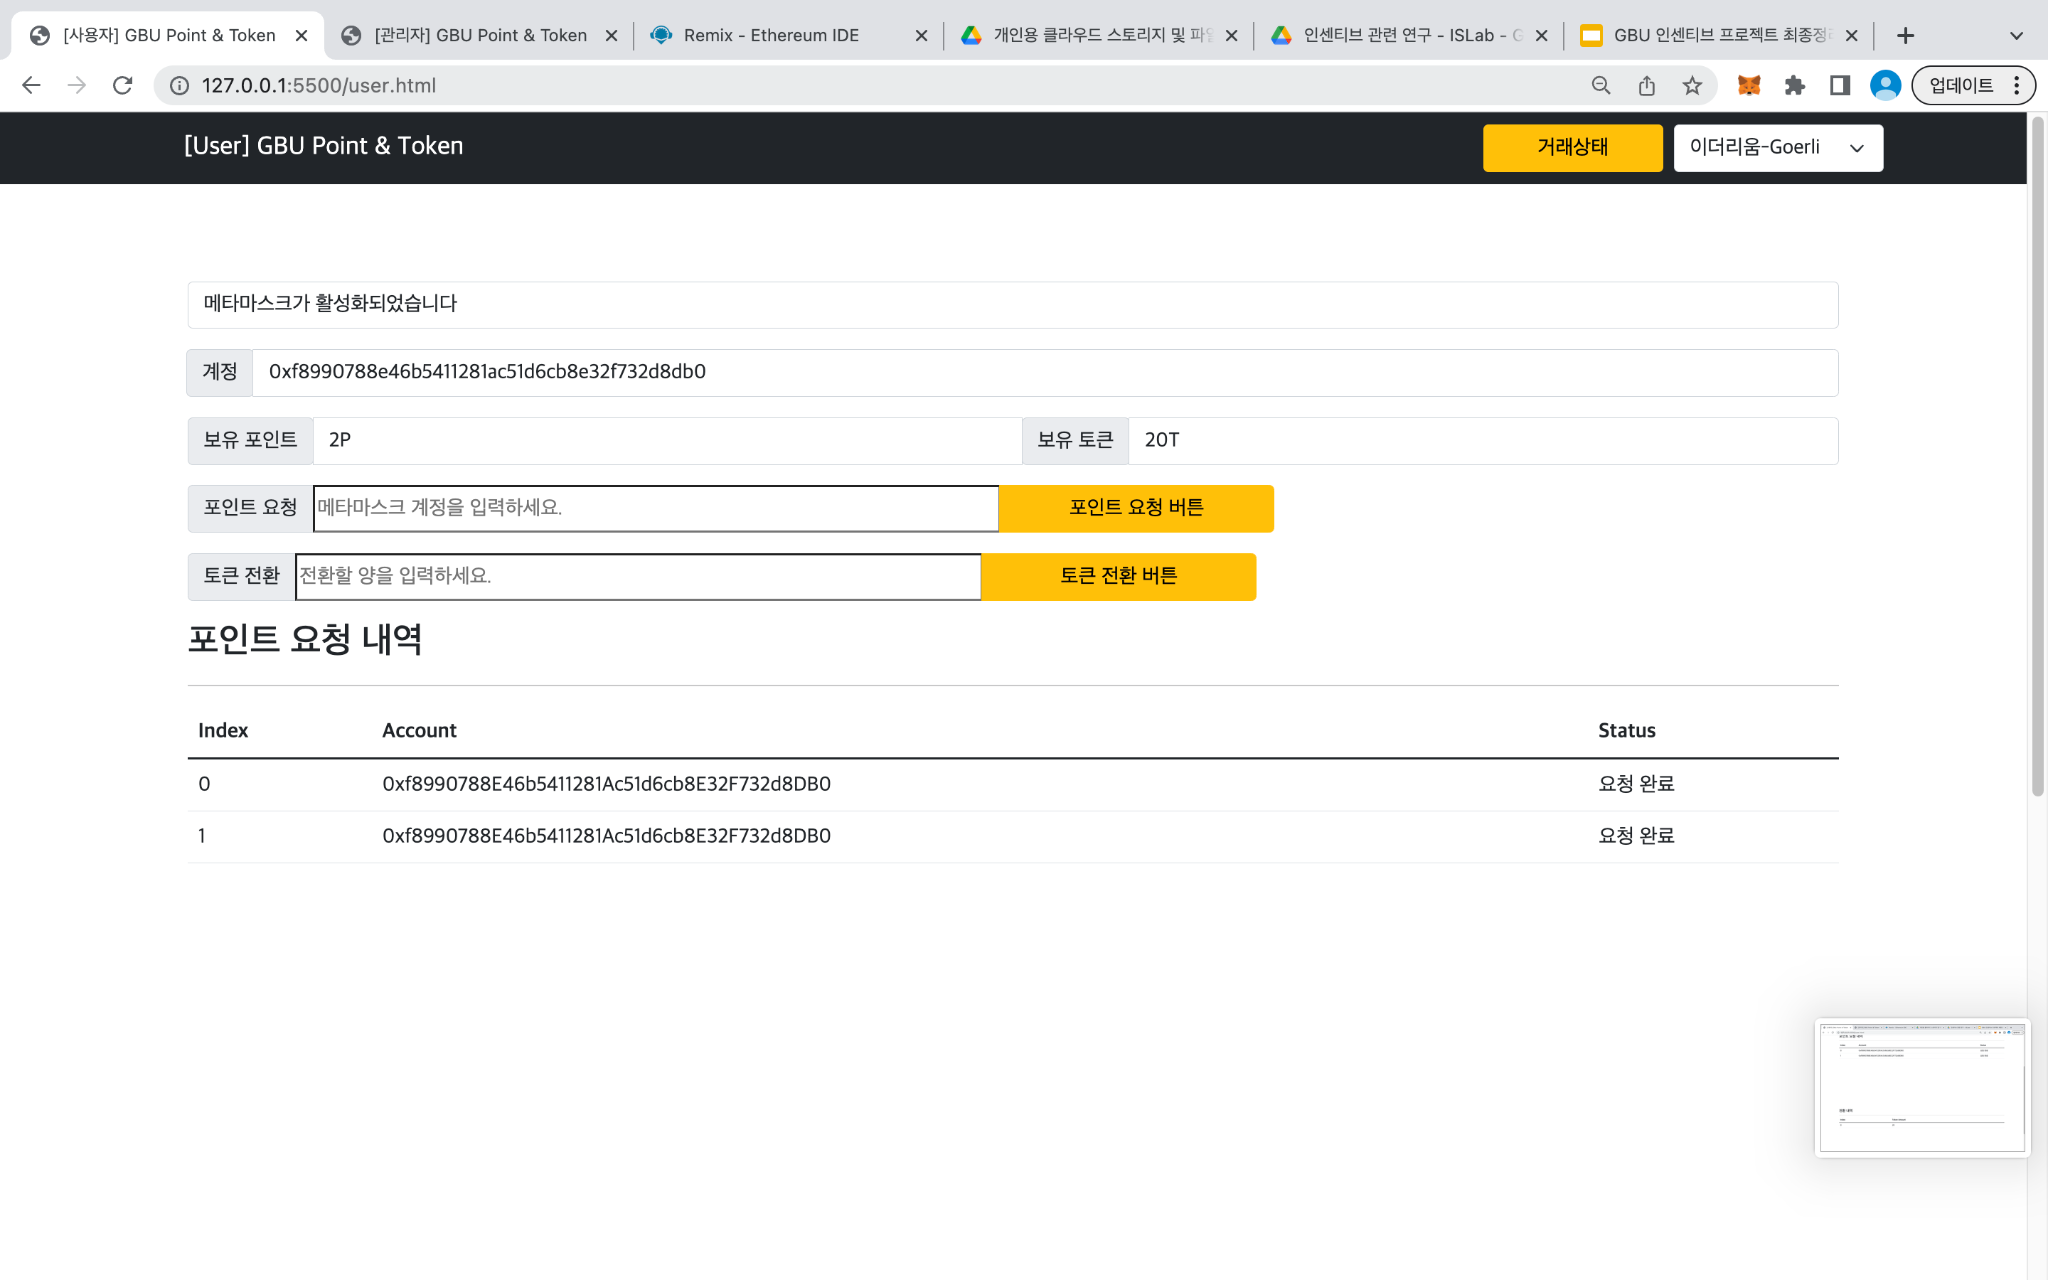 [사용자] GBU Point & Token
[관리자] GBU Point & Token
Remix - Ethereum IDE
개인용 클라우드 스토리지 및 파일
인센티브 관련 연구 - ISLab - G
GBU 인센티브 프로젝트 최종정리
127.0.0.1:5500/user.html
업데이트
[User] GBU Point & Token
거래상태
이더리움-Goerli
메타마스크가 활성화되었습니다
계정 0xf8990788e46b5411281ac51d6cb8e32f732d8db0
보유 포인트 2P 보유 토큰 20T
포인트 요청 메타마스크 계정을 입력하세요. 포인트 요청 버튼
토큰 전환 전환할 양을 입력하세요. 토큰 전환 버튼
포인트 요청 내역
Index Account Status
0 0xf8990788E46b5411281Ac51d6cb8E32F732d8DB0 요청 완료
1 0xf8990788E46b5411281Ac51d6cb8E32F732d8DB0 요청 완료